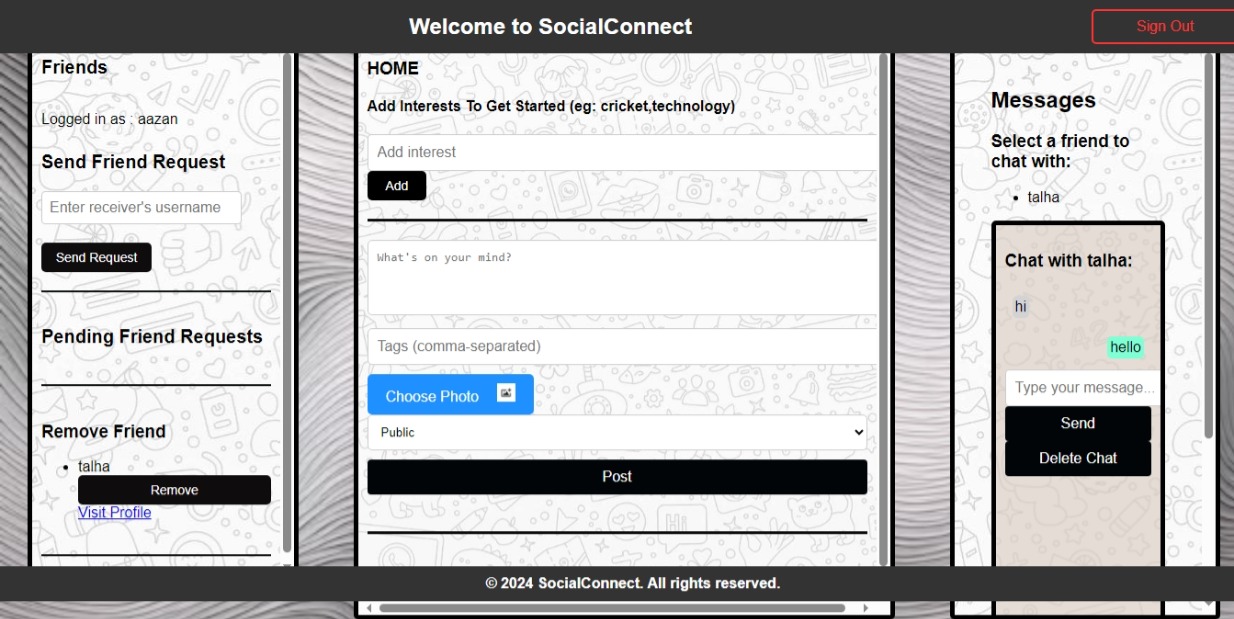 Welcome to SocialConnect
Sign Out
Friends
Logged in as : aazan
Send Friend Request
Enter receiver's username
Send Request
Pending Friend Requests
Remove Friend
talha
Remove
Visit Profile
HOME
Add Interests To Get Started (eg: cricket,technology)
Add interest
Add
What's on your mind?
Tags (comma-separated)
Choose Photo
Public
Post
Hi
Messages
Select a friend to
chat with:
talha
Chat with talha:
hi
hello
Type your message...
Send
Delete Chat
© 2024 SocialConnect. All rights reserved.